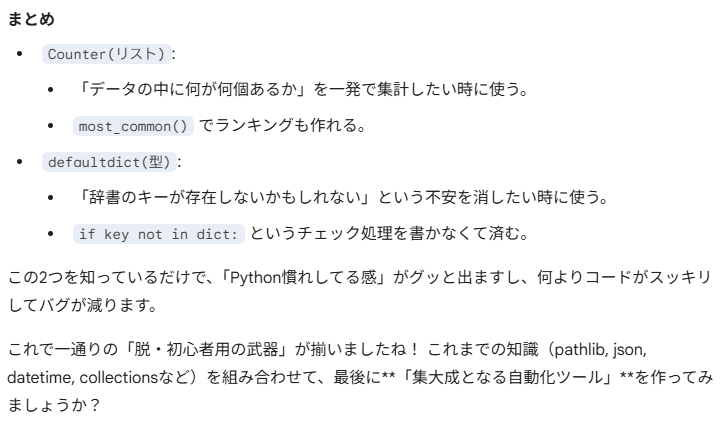 まとめ
• Counter(リスト):
• 「データの中に何が何個あるか」を一発で集計したい時に使う。
• most_common() でランキングも作れる。
• defaultdict(型):
• 「辞書のキーが存在しないかもしれない」という不安を消したい時に使う。
• if key not in dict: というチェック処理を書かなくて済む。
この2つを知っているだけで、「Python慣れしてる感」がグッと出ますし、何よりコードがスッキリ
してバグが減ります。
これで一通りの「脱・初心者用の武器」が揃いましたね！ これまでの知識（pathlib, json,
datetime, collectionsなど）を組み合わせて、最後に**「集大成となる自動化ツール」**を作ってみ
ましょうか？